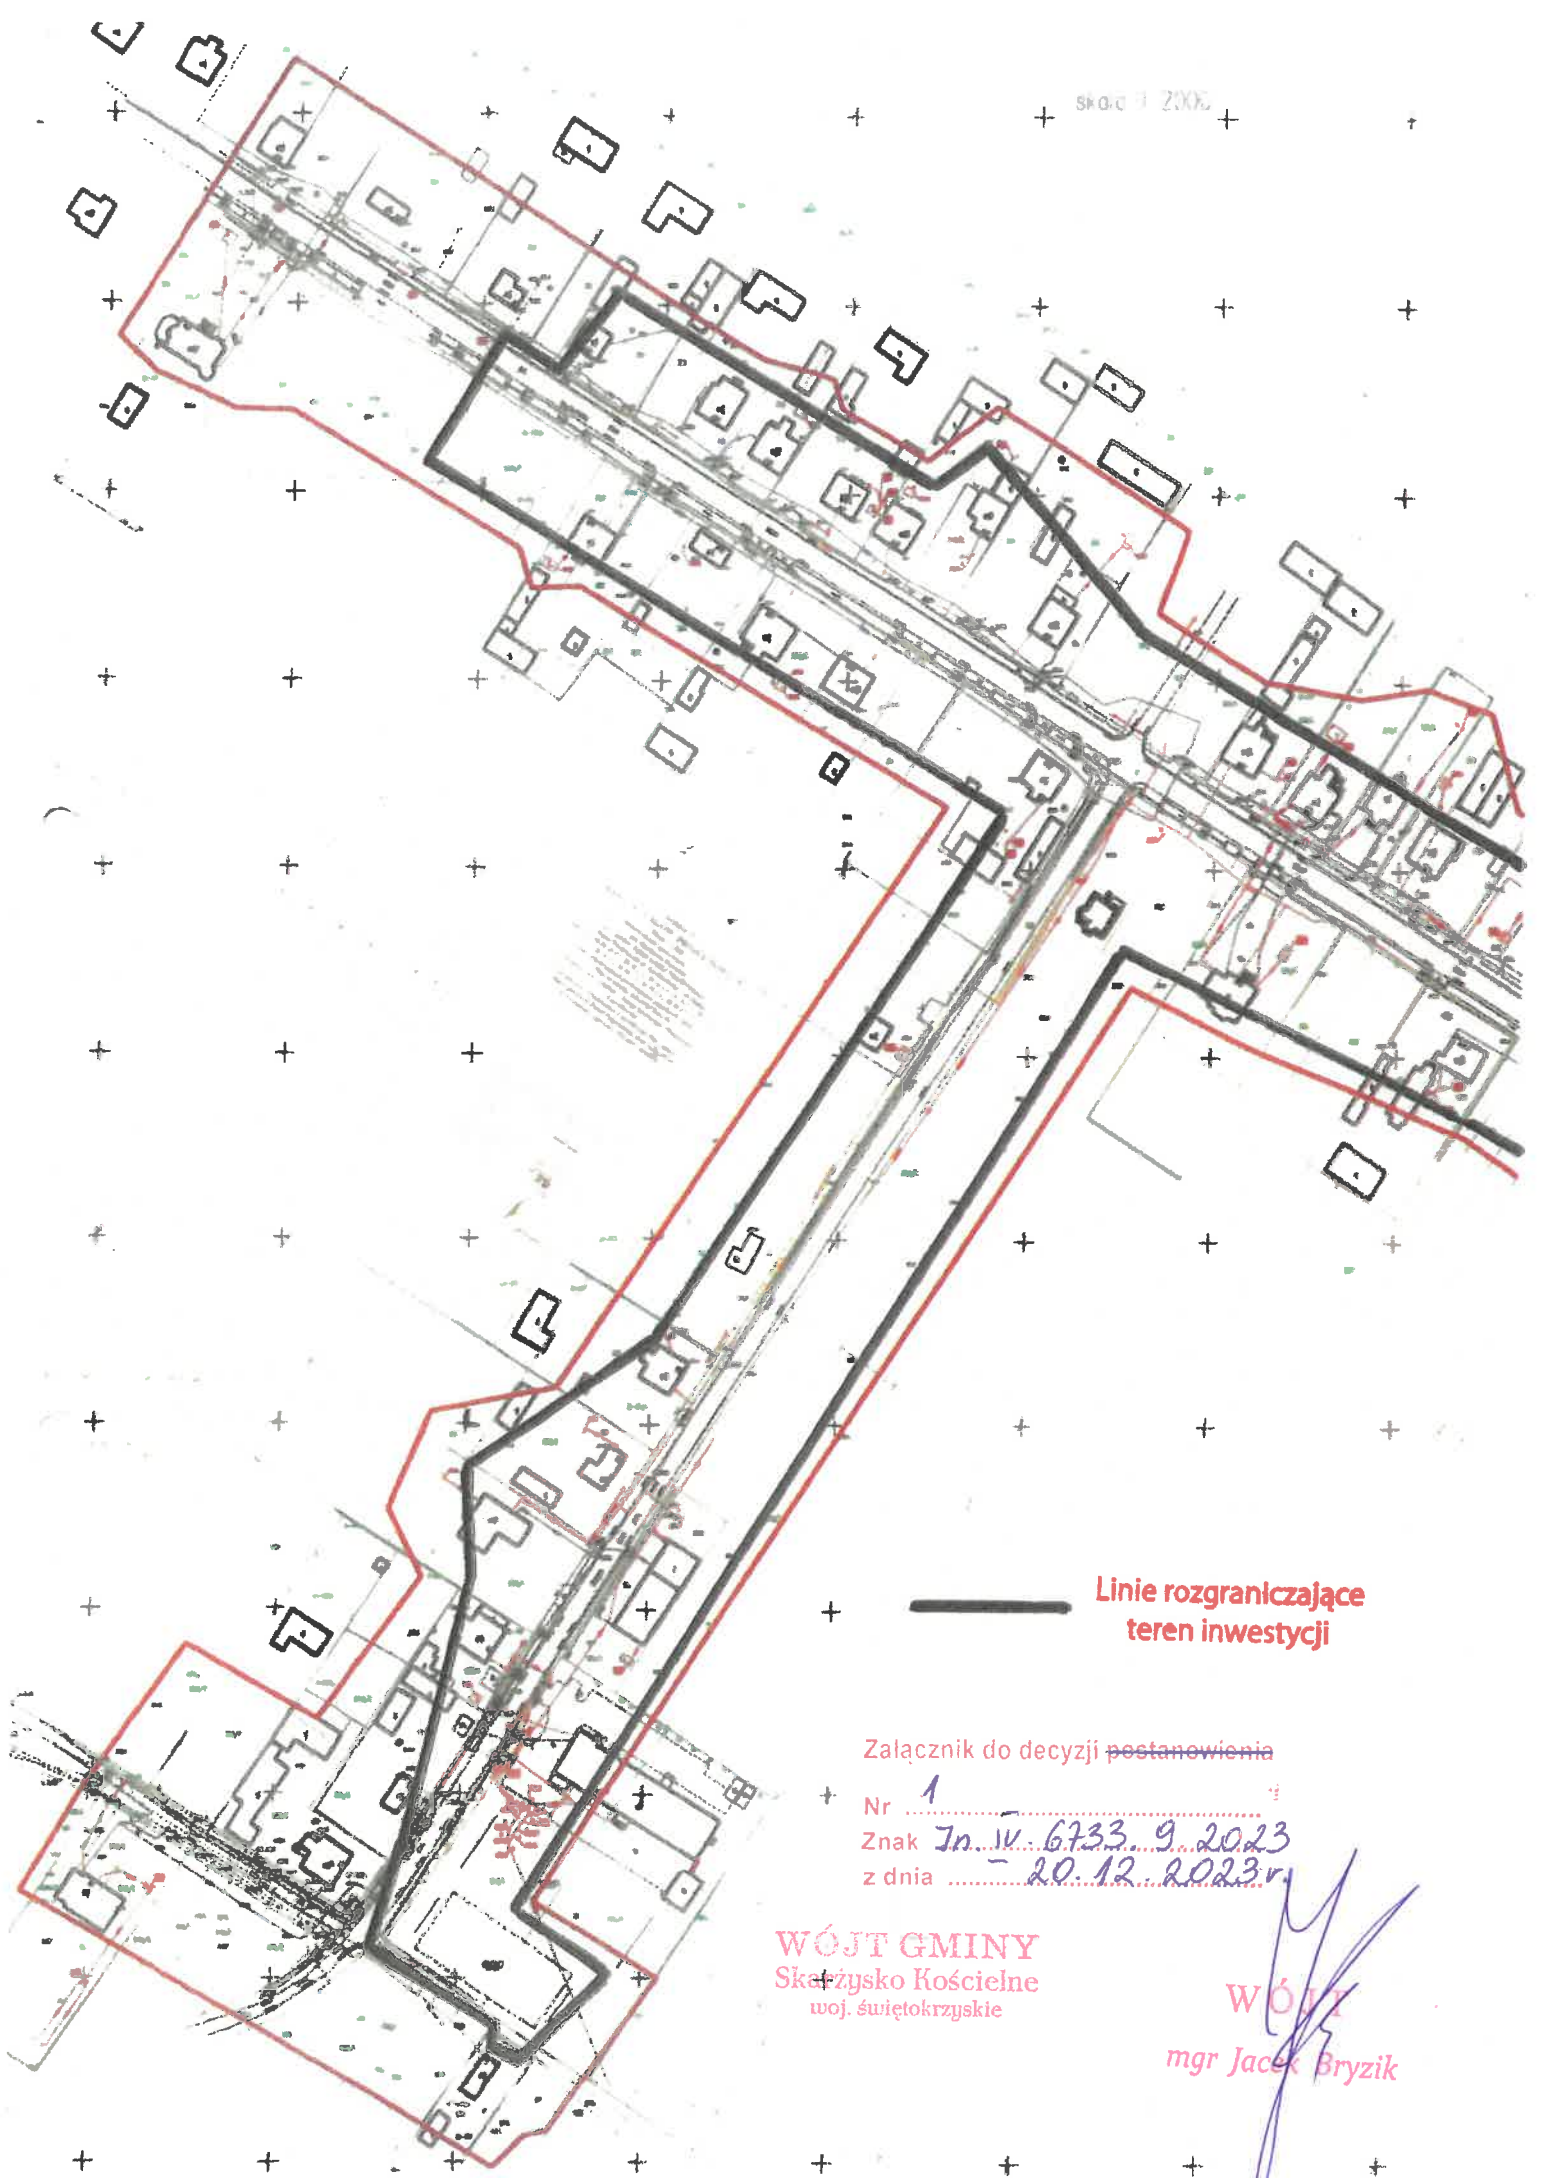 skala 1:2000
Linie rozgraniczające
teren inwestycji
Załącznik do decyzji postanowienia
Nr 1
Znak In. IV. 6733. 9. 2023
z dnia 20. 12. 2023 r.
WÓJT GMINY
Skarżysko Kościelne
woj. świętokrzyskie
WÓJT
mgr Jacek Bryzik